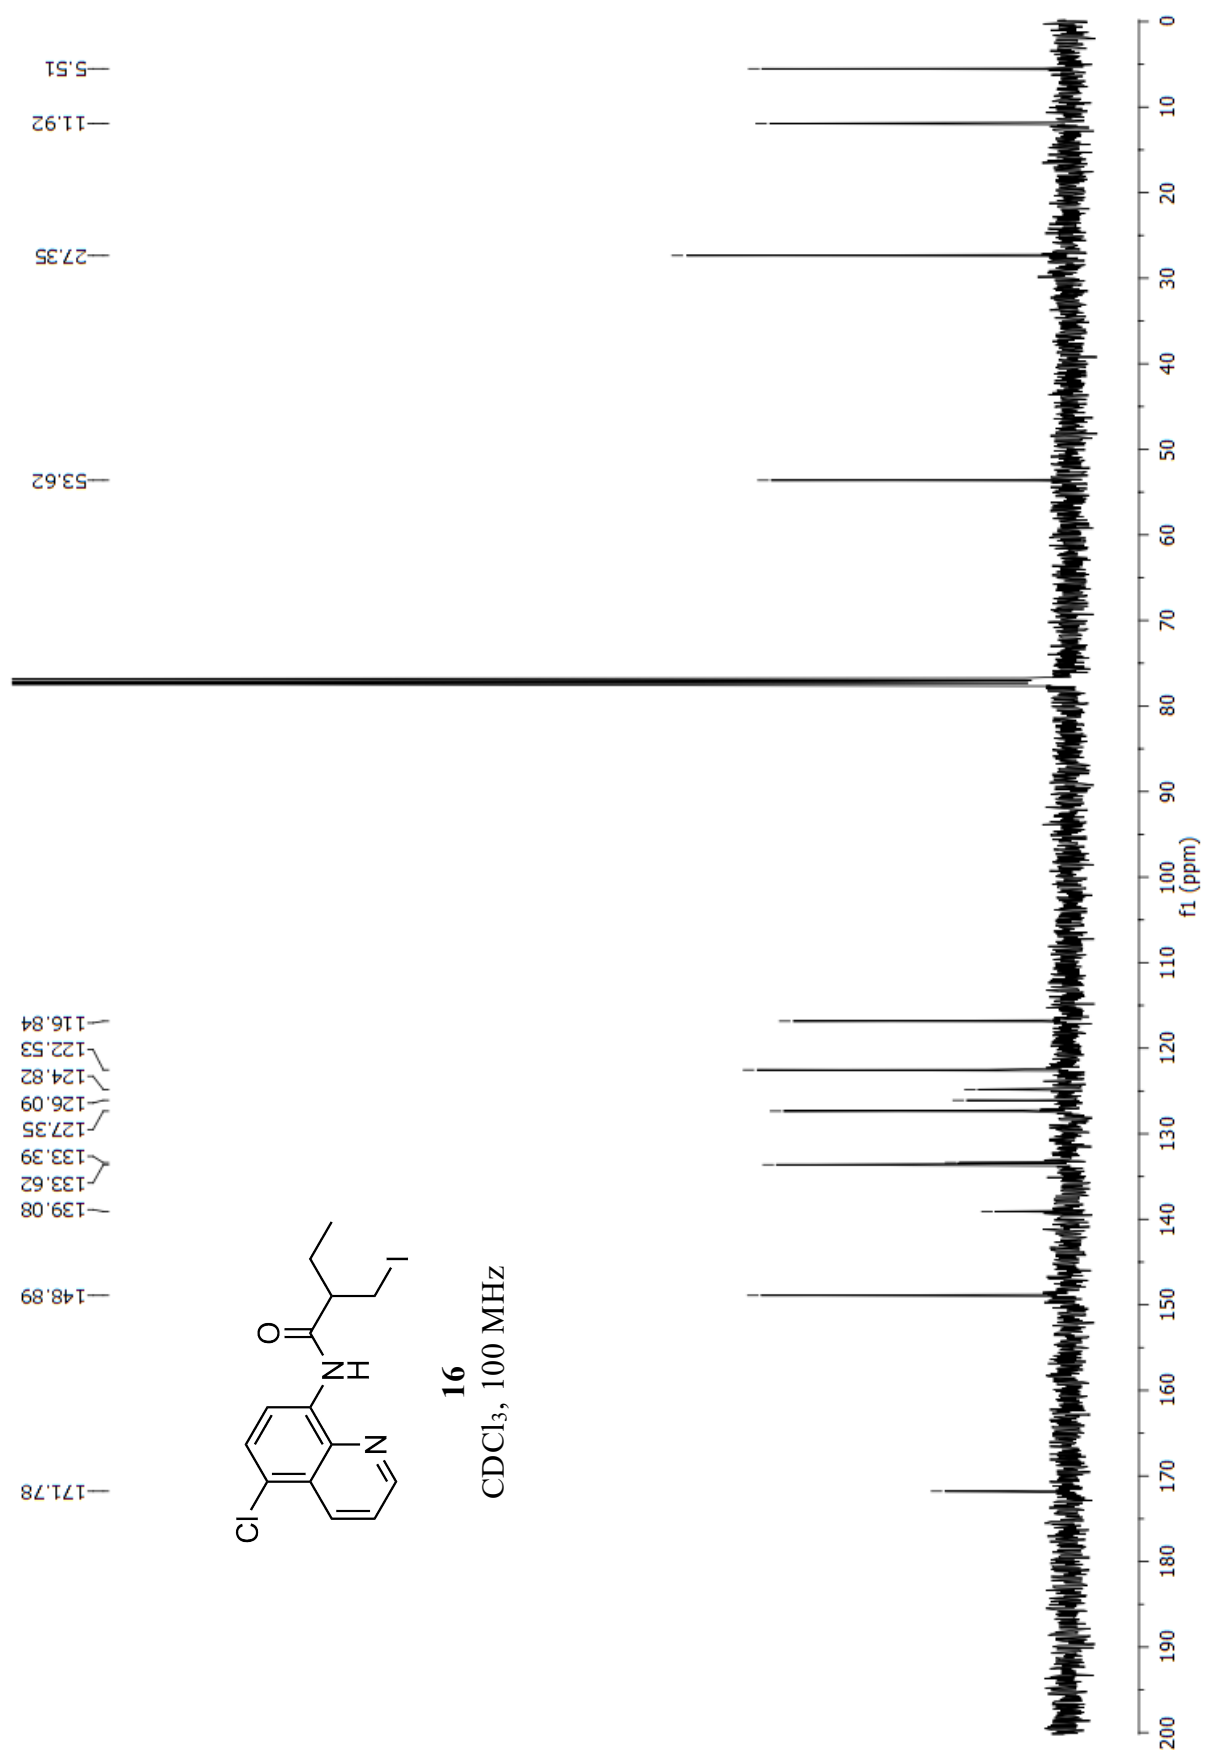 171.78
148.89
139.08
133.62
133.39
127.35
126.09
124.82
122.53
116.84
53.62
27.35
11.92
5.51
Cl
N
N
H
O
I
16
CDCl₃, 100 MHz
200 190 180 170 160 150 140 130 120 110 100 90 80 70 60 50 40 30 20 10 0
f1 (ppm)